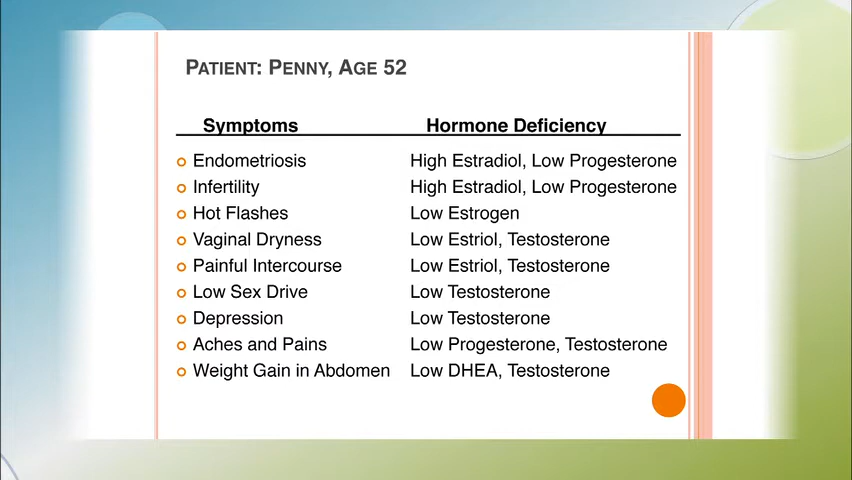 PATIENT: PENNY, AGE 52
Symptoms Hormone Deficiency
Endometriosis High Estradiol, Low Progesterone
Infertility High Estradiol, Low Progesterone
Hot Flashes Low Estrogen
Vaginal Dryness Low Estriol, Testosterone
Painful Intercourse Low Estriol, Testosterone
Low Sex Drive Low Testosterone
Depression Low Testosterone
Aches and Pains Low Progesterone, Testosterone
Weight Gain in Abdomen Low DHEA, Testosterone